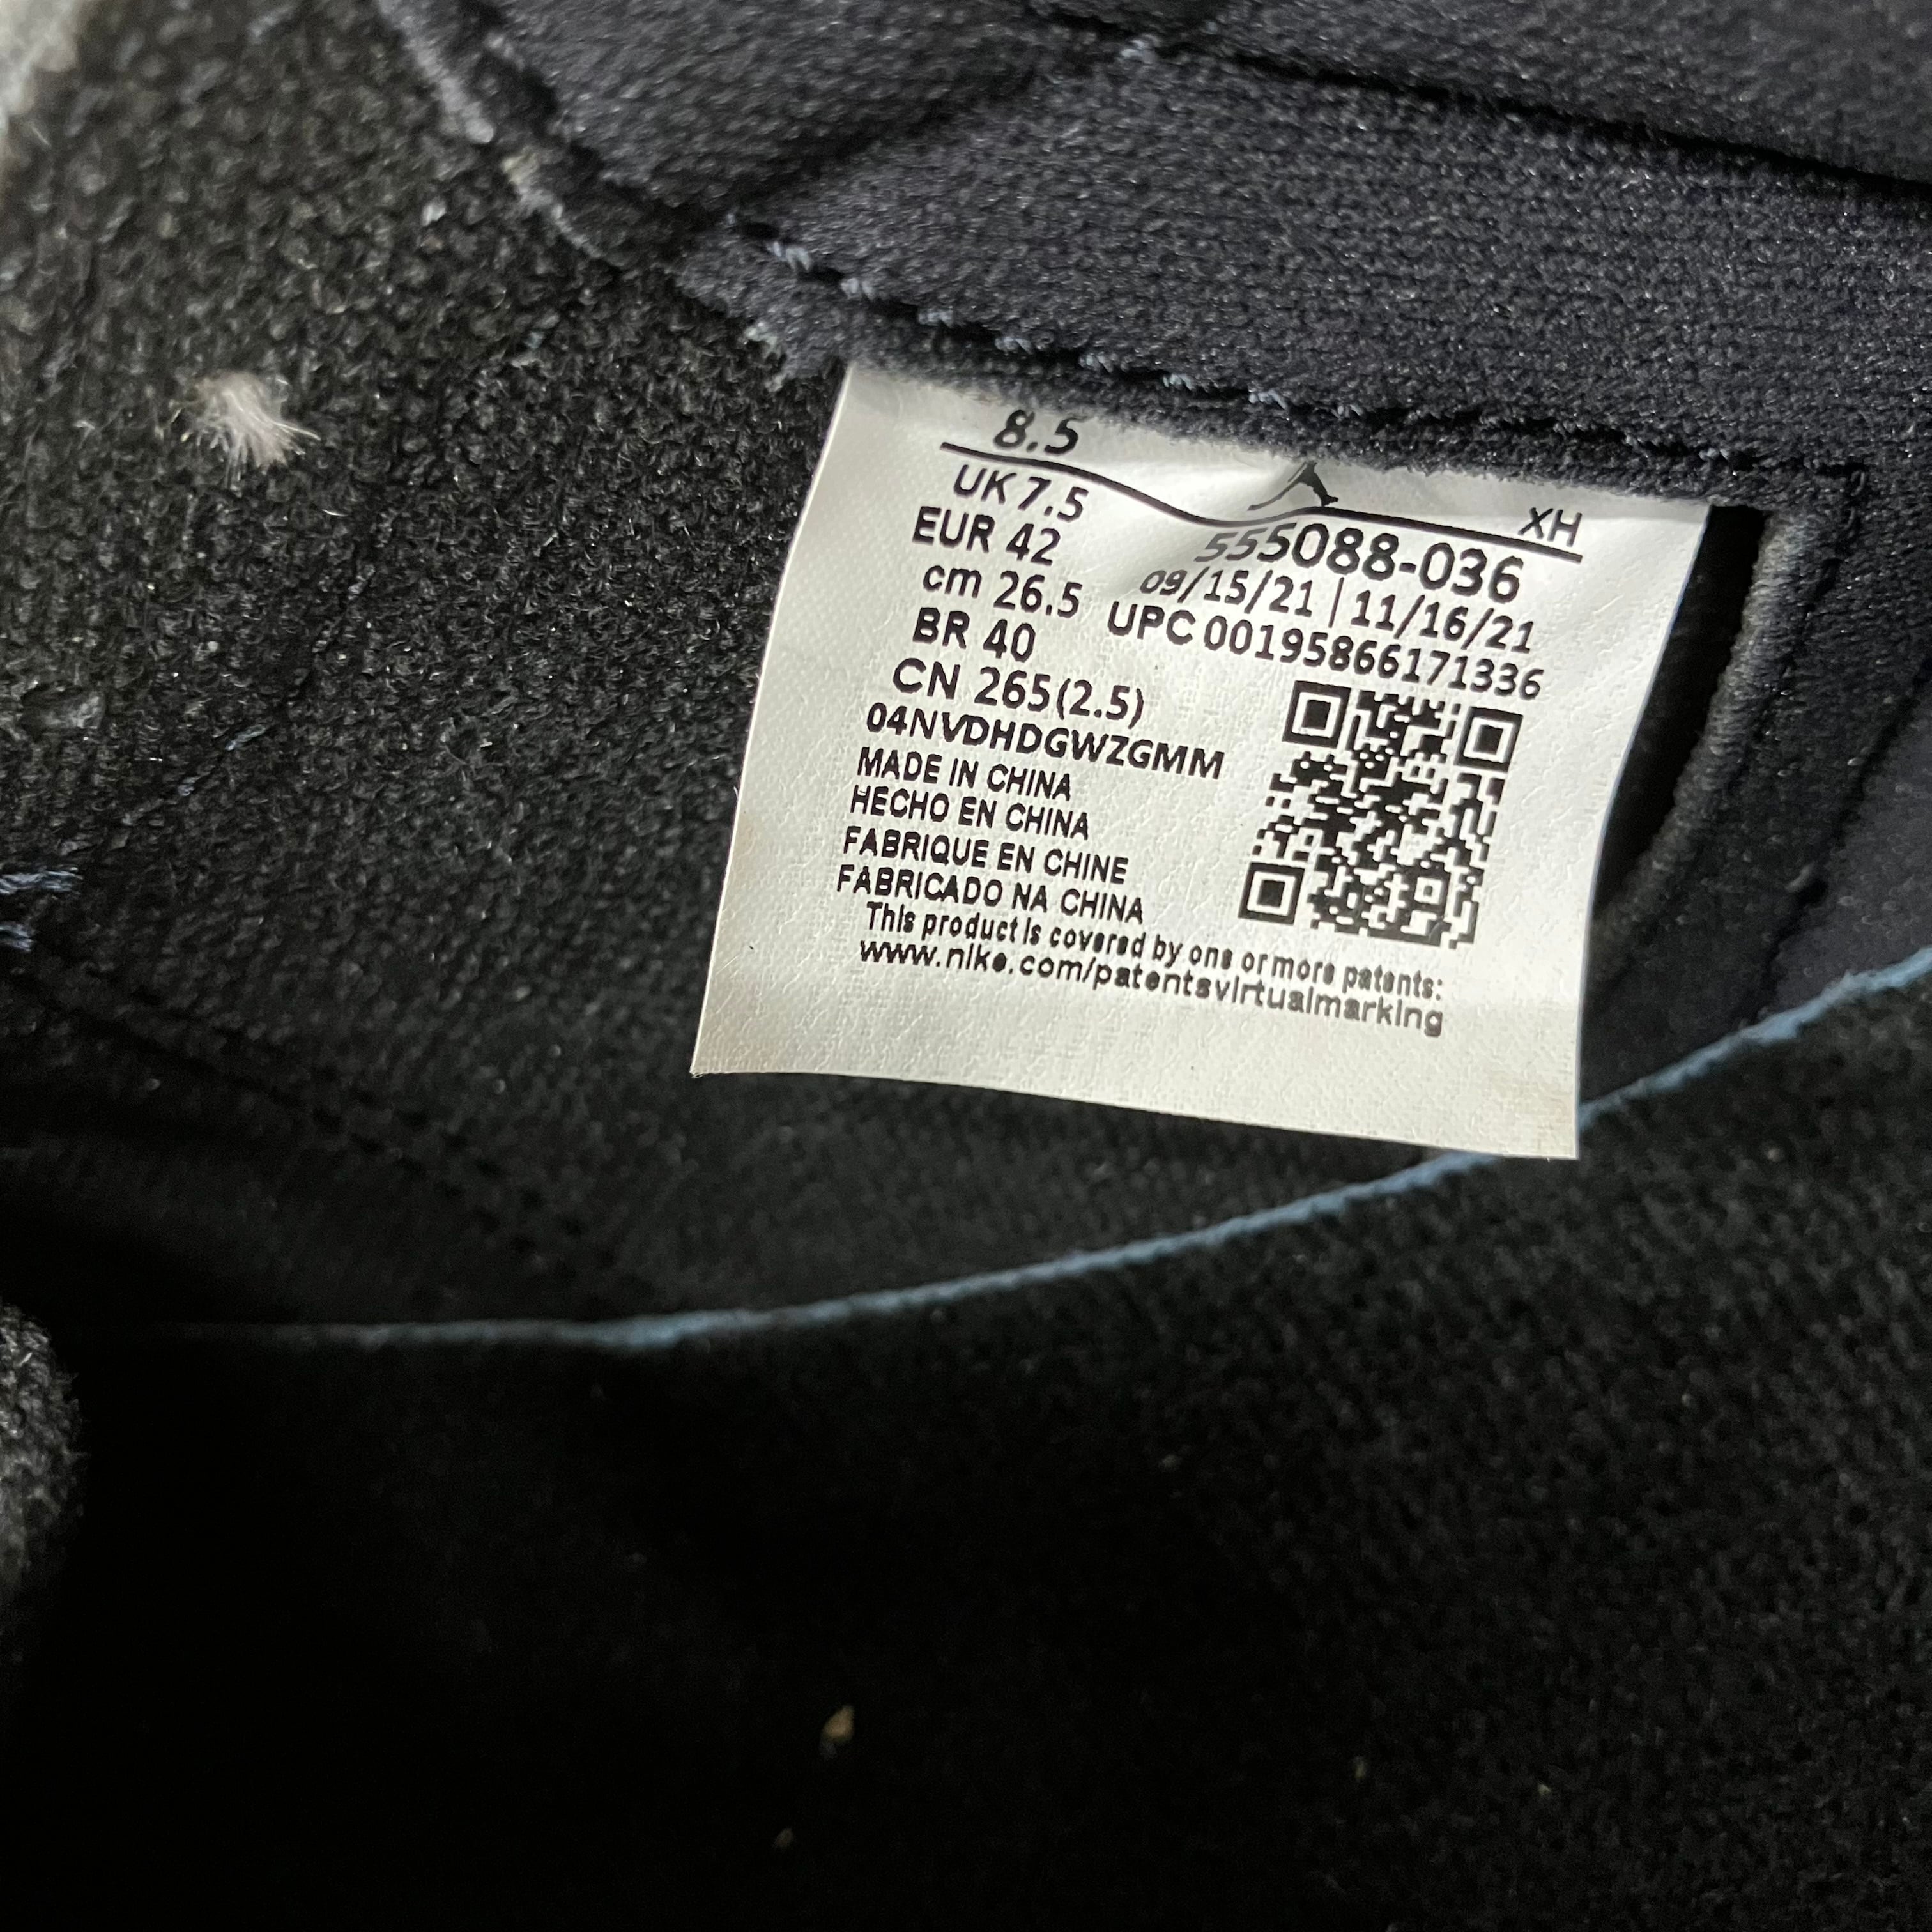 8.5
XH
UK 7.5
555088-036
EUR 42
09/15/21 | 11/16/21
cm 26.5
UPC 00195866171336
BR 40
CN 265(2.5)
04NVDHDGWZGMM
MADE IN CHINA
HECHO EN CHINA
FABRIQUE EN CHINE
FABRICADO NA CHINA
This product is covered by one or more patents:
www.nike.com/patentsvirtualmarking